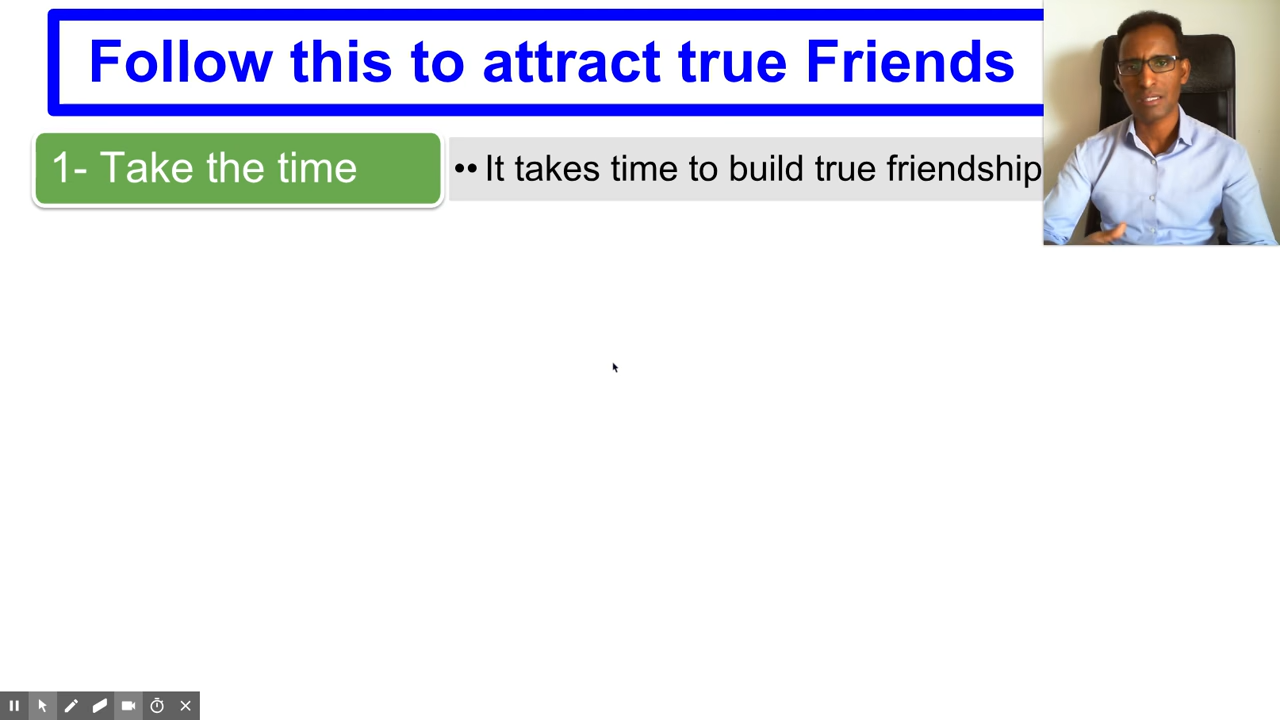 Follow this to attract true Friends
1- Take the time
•• It takes time to build true friendship